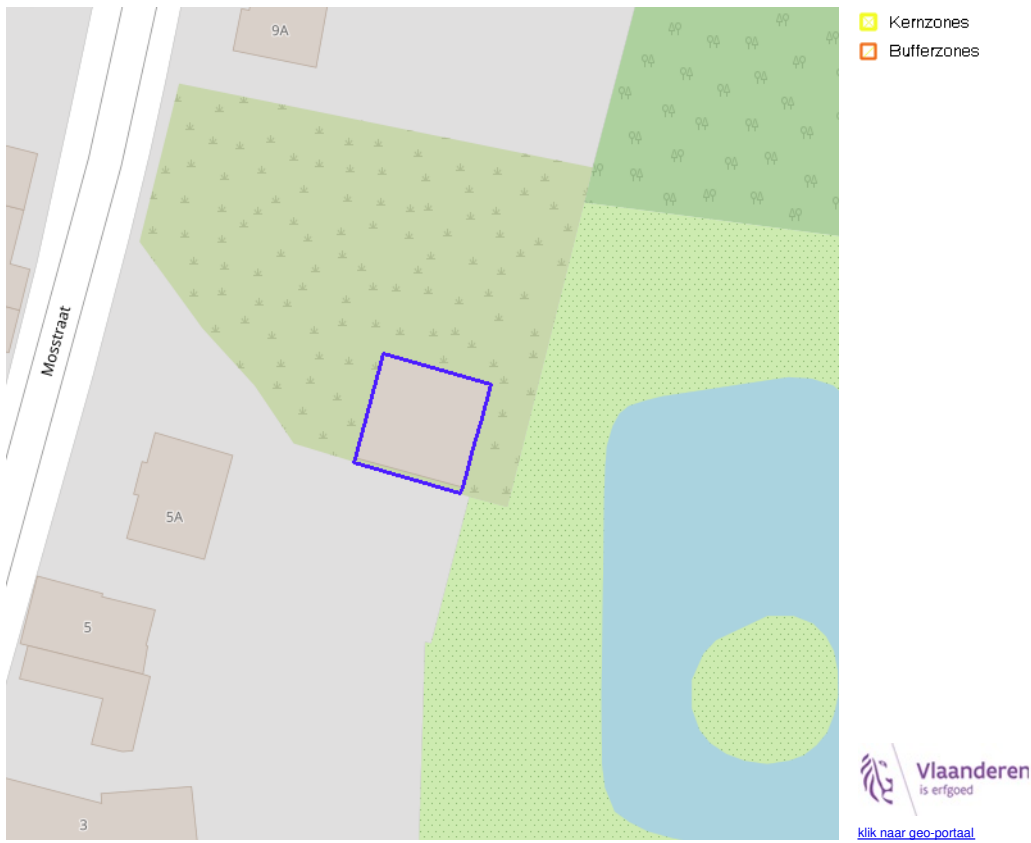 9A
Kernzones
Bufferzones
Mosstraat
5A
5
3
Vlaanderen
is erfgoed
klik naar geo-portaal